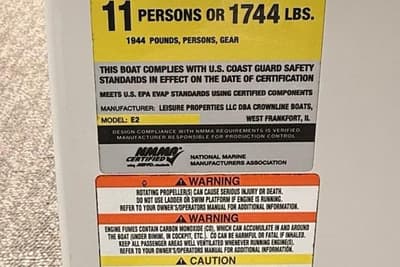 11 PERSONS OR 1744 LBS.
1944 POUNDS, PERSONS, GEAR
THIS BOAT COMPLIES WITH U.S. COAST GUARD SAFETY
STANDARDS IN EFFECT ON THE DATE OF CERTIFICATION
MEETS U.S. EPA EVAP STANDARDS USING CERTIFIED COMPONENTS
MANUFACTURER: LEISURE PROPERTIES LLC DBA CROWNLINE BOATS,
MODEL: E2 WEST FRANKFORT, IL
DESIGN COMPLIANCE WITH NMMA REQUIREMENTS IS VERIFIED.
MANUFACTURER RESPONSIBLE FOR PRODUCTION CONTROL
NMMA
CERTIFIED
NATIONAL MARINE
MANUFACTURERS ASSOCIATION
WARNING
ROTATING PROPELLER(S) CAN CAUSE SERIOUS INJURY OR DEATH.
DO NOT USE LADDER OR SWIM PLATFORM IF ENGINE IS RUNNING.
REFER TO YOUR OWNER'S/OPERATORS MANUAL FOR ADDITIONAL INFORMATION.
WARNING
ENGINE FUMES CONTAIN CARBON MONOXIDE (CO), WHICH CAN ACCUMULATE IN AND AROUND
THE BOAT (UNDER BIMINI, IN COCKPIT, ETC.). CO CAN BE HARMFUL OR FATAL IF INHALED.
KEEP ALL PASSENGER AREAS WELL VENTILATED WHENEVER RUNNING ENGINE(S).
REFER TO YOUR OWNER'S/OPERATORS MANUAL FOR ADDITIONAL INFORMATION.
CAUTION